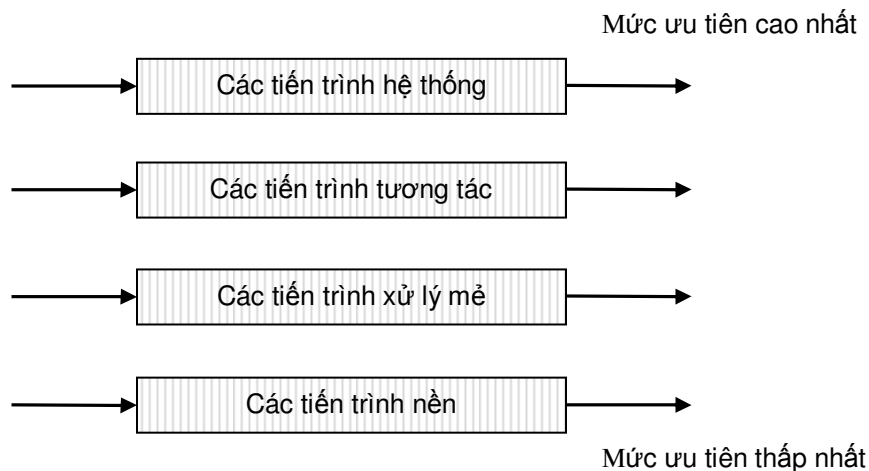 Mức ưu tiên cao nhất
Các tiến trình hệ thống
Các tiến trình tương tác
Các tiến trình xử lý mẻ
Các tiến trình nền
Mức ưu tiên thấp nhất